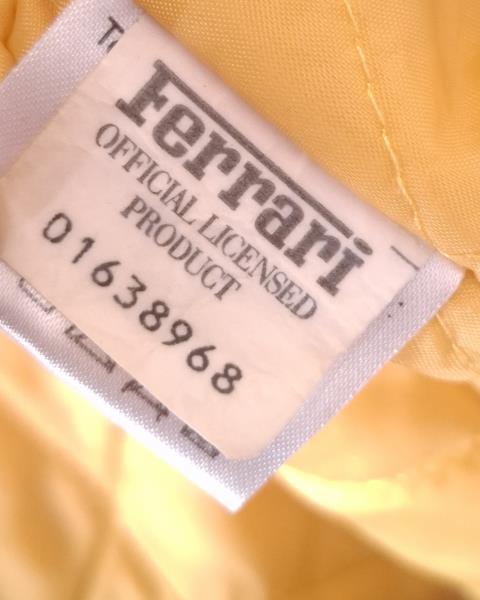 Ferrari
OFFICIAL LICENSED
PRODUCT
01638968